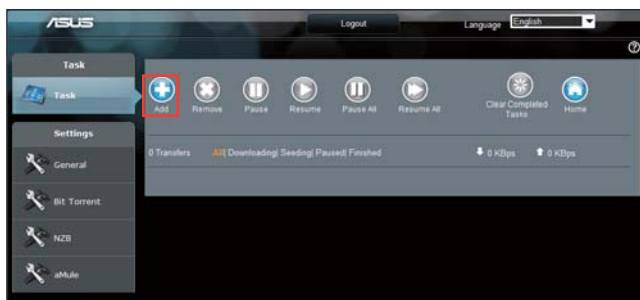 ASUS
Logout
Language English
Task
Task
Add Remove Pause Resume Pause All Resume All Clear Completed Tasks Home
Settings
0 Transfers All| Downloading| Seeding| Paused| Finished 0 KBps 0 KBps
General
Bit Torrent
NZB
aMule